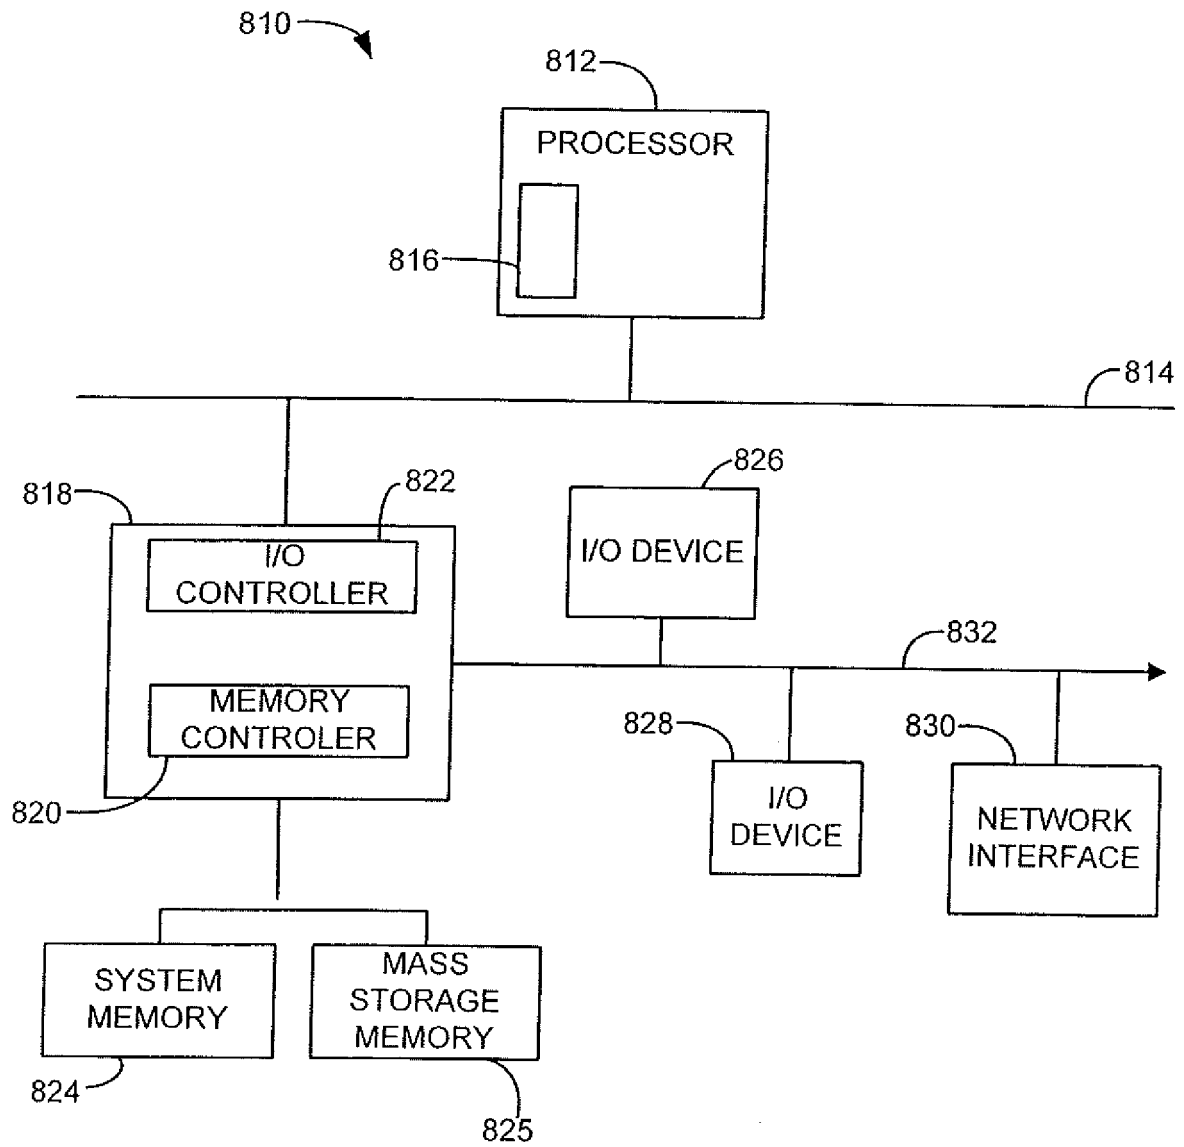 810
812
PROCESSOR
816
814
818
822
I/O
CONTROLLER
826
I/O DEVICE
832
MEMORY
CONTROLER
820
828
I/O
DEVICE
830
NETWORK
INTERFACE
SYSTEM
MEMORY
824
MASS
STORAGE
MEMORY
825